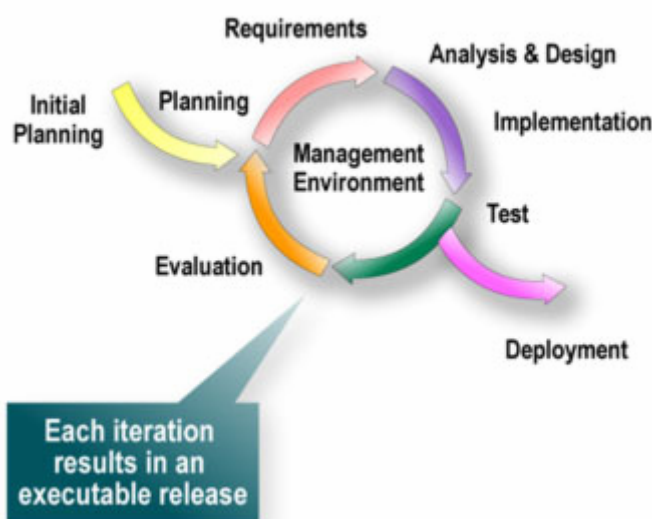 Requirements
Analysis & Design
Planning
Initial
Planning
Implementation
Management
Environment
Test
Evaluation
Deployment
Each iteration
results in an
executable release